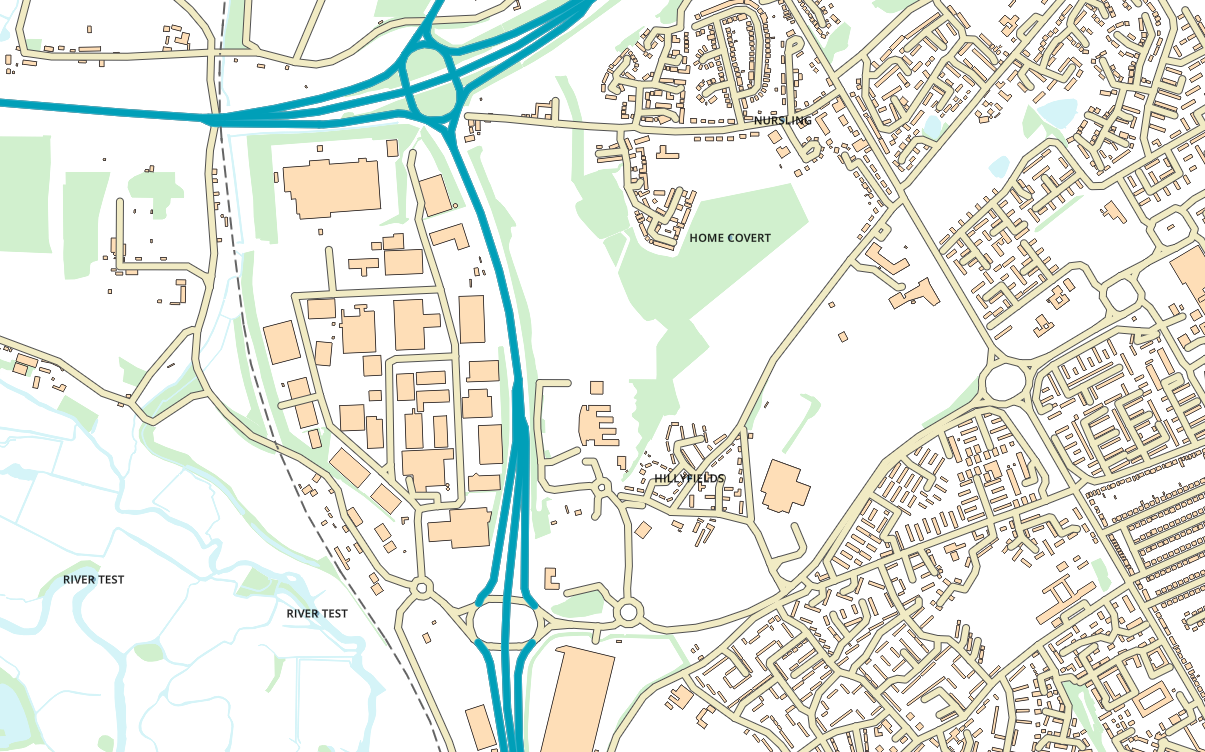 NURSLING
HOME COVERT
HILLYFIELDS
RIVER TEST
RIVER TEST